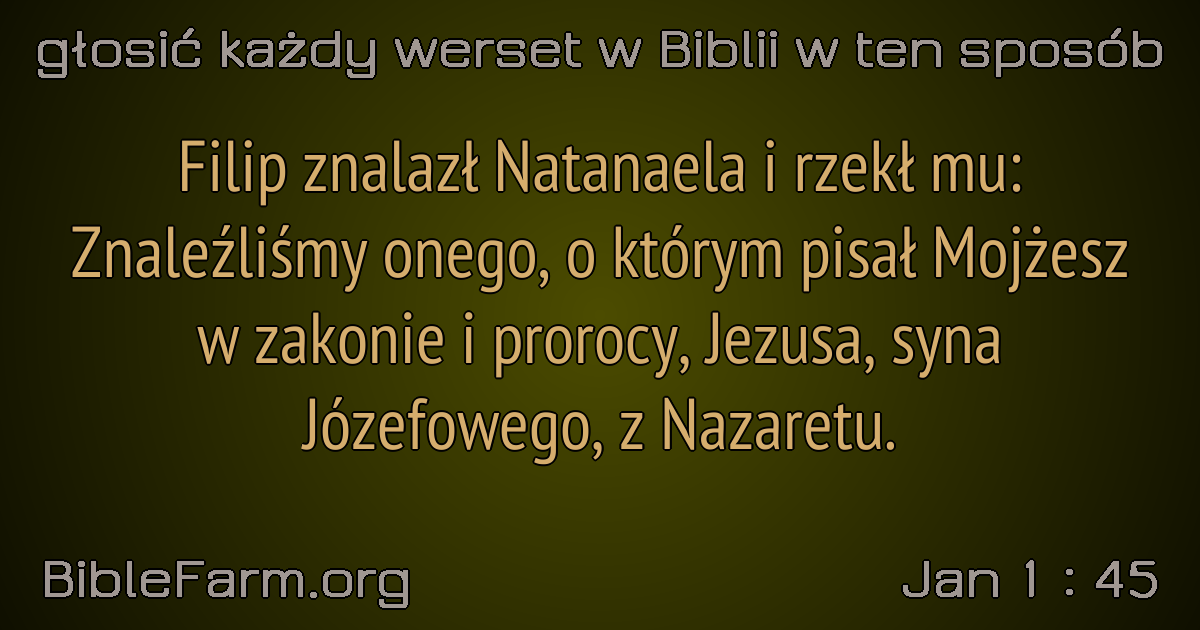 głosić każdy werset w Biblii w ten sposób
Filip znalazł Natanaela i rzekł mu:
Znaleźliśmy onego, o którym pisał Mojżesz
w zakonie i prorocy, Jezusa, syna
Józefowego, z Nazaretu.
BibleFarm.org
Jan 1 : 45